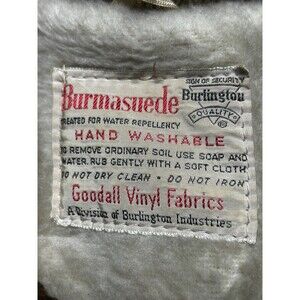 SIGN OF SECURITY
Burmasuede Burlington
QUALITY
REATED FOR WATER REPELLENCY
HAND WASHABLE
TO REMOVE ORDINARY SOIL USE SOAP AND
WATER. RUB GENTLY WITH A SOFT CLOTH
DO NOT DRY CLEAN • DO NOT IRON
Goodall Vinyl Fabrics
A Division of Burlington Industries